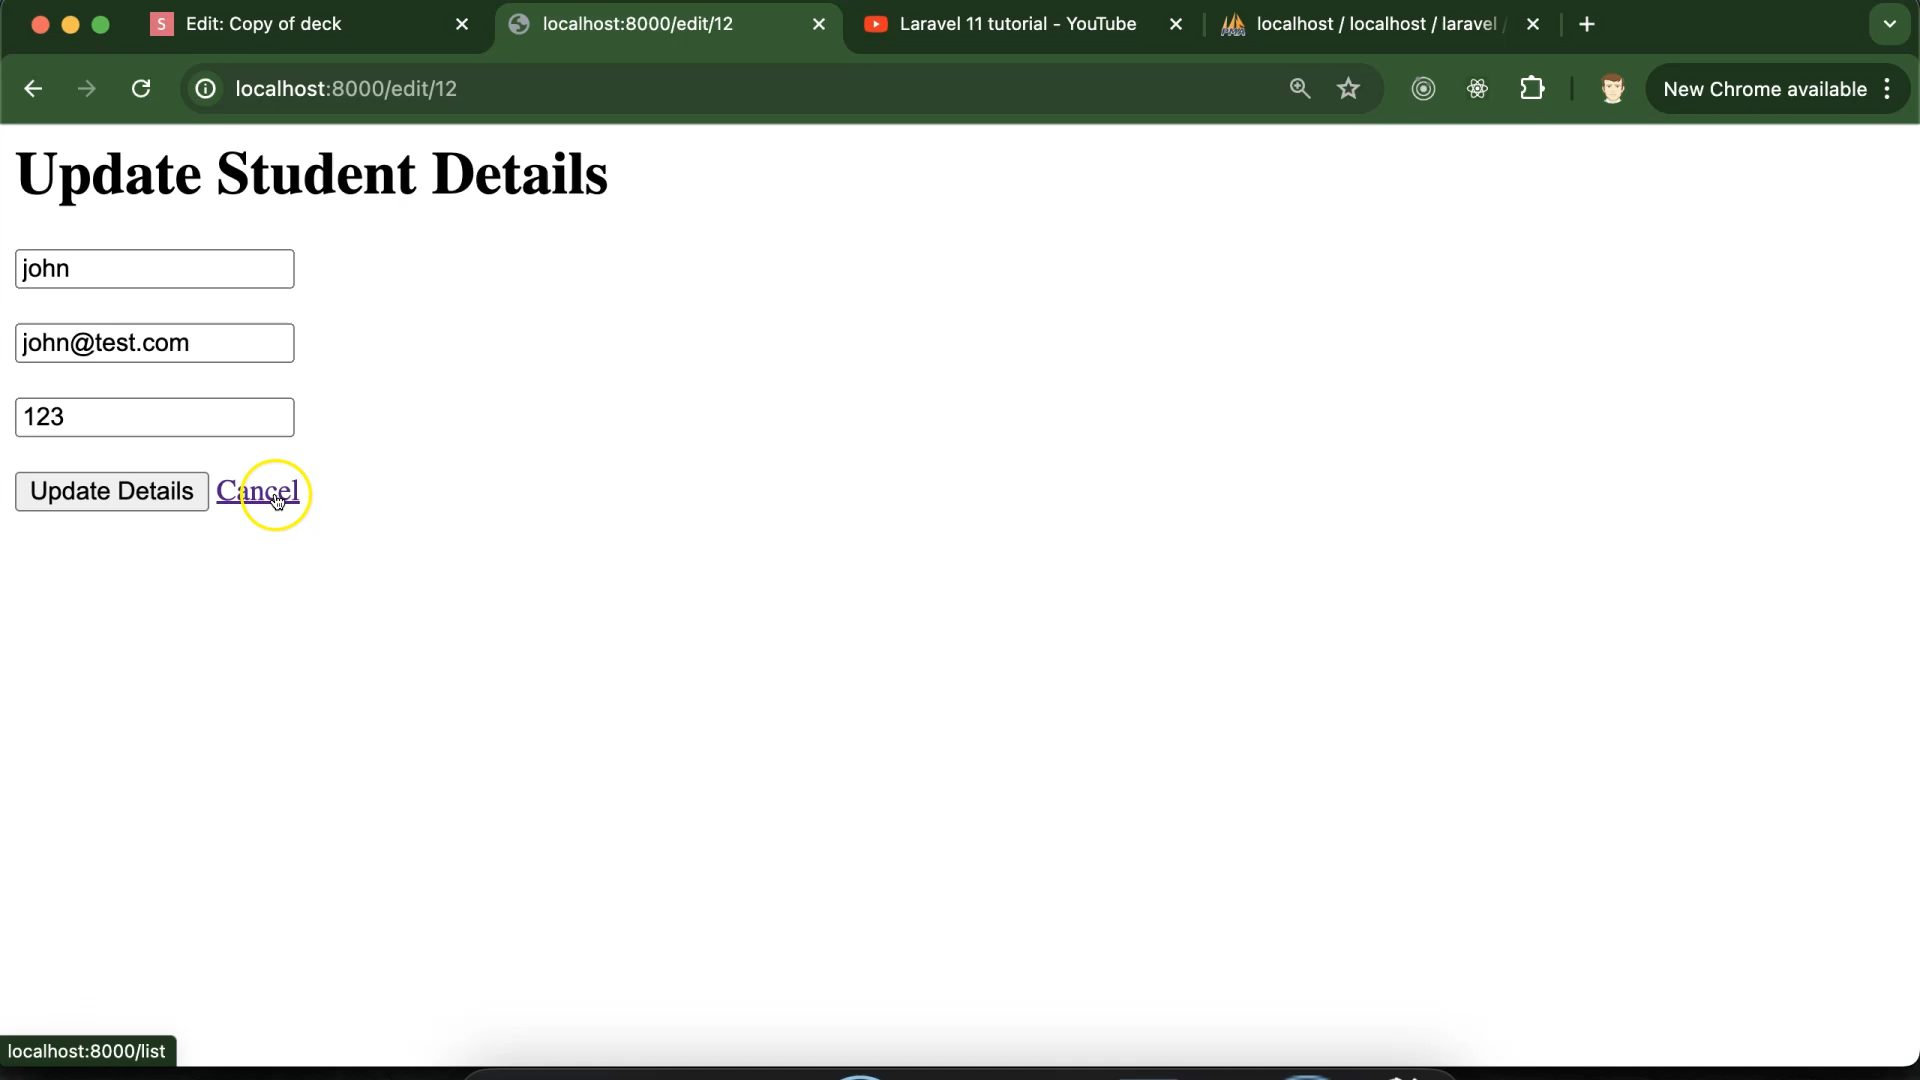 S Edit: Copy of deck
localhost:8000/edit/12
Laravel 11 tutorial - YouTube
localhost / localhost / laravel /
localhost:8000/edit/12
New Chrome available
Update Student Details
john
john@test.com
123
Update Details Cancel
localhost:8000/list